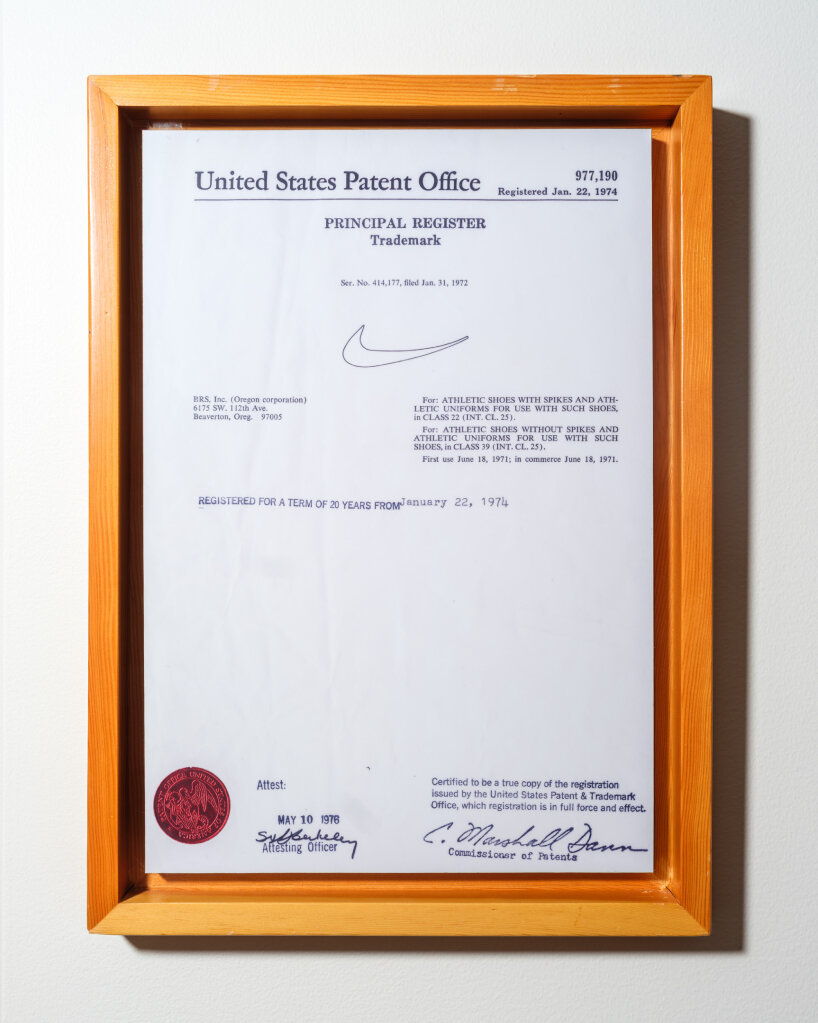 United States Patent Office
977,190
Registered Jan. 22, 1974
PRINCIPAL REGISTER
Trademark
Ser. No. 414,177, filed Jan. 31, 1972
BRS, Inc. (Oregon corporation)
6175 SW. 112th Ave.
Beaverton, Oreg. 97005
For: ATHLETIC SHOES WITH SPIKES AND ATH-
LETIC UNIFORMS FOR USE WITH SUCH SHOES,
in CLASS 22 (INT. CL. 25).
For: ATHLETIC SHOES WITHOUT SPIKES AND
ATHLETIC UNIFORMS FOR USE WITH SUCH
SHOES, in CLASS 39 (INT. CL. 25).
First use June 18, 1971; in commerce June 18, 1971.
REGISTERED FOR A TERM OF 20 YEARS FROM January 22, 1974
Attest:
MAY 10 1976
Attesting Officer
Certified to be a true copy of the registration
issued by the United States Patent & Trademark
Office, which registration is in full force and effect.
C. Marshall Dann
Commissioner of Patents